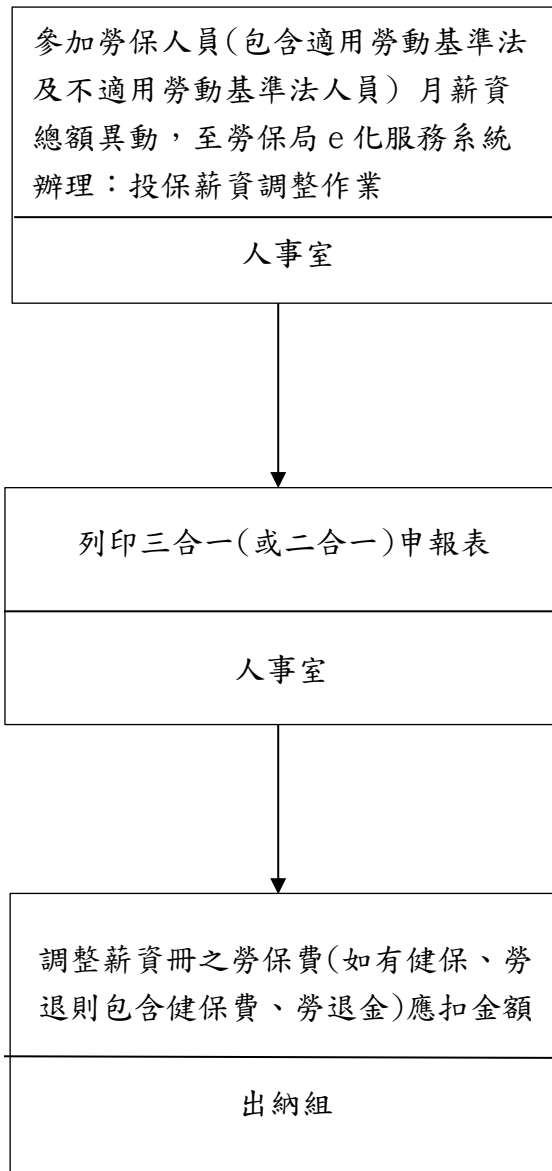 參加勞保人員(包含適用勞動基準法
及不適用勞動基準法人員) 月薪資
總額異動，至勞保局 e 化服務系統
辦理：投保薪資調整作業
人事室
列印三合一(或二合一)申報表
人事室
調整薪資冊之勞保費(如有健保、勞
退則包含健保費、勞退金)應扣金額
出納組